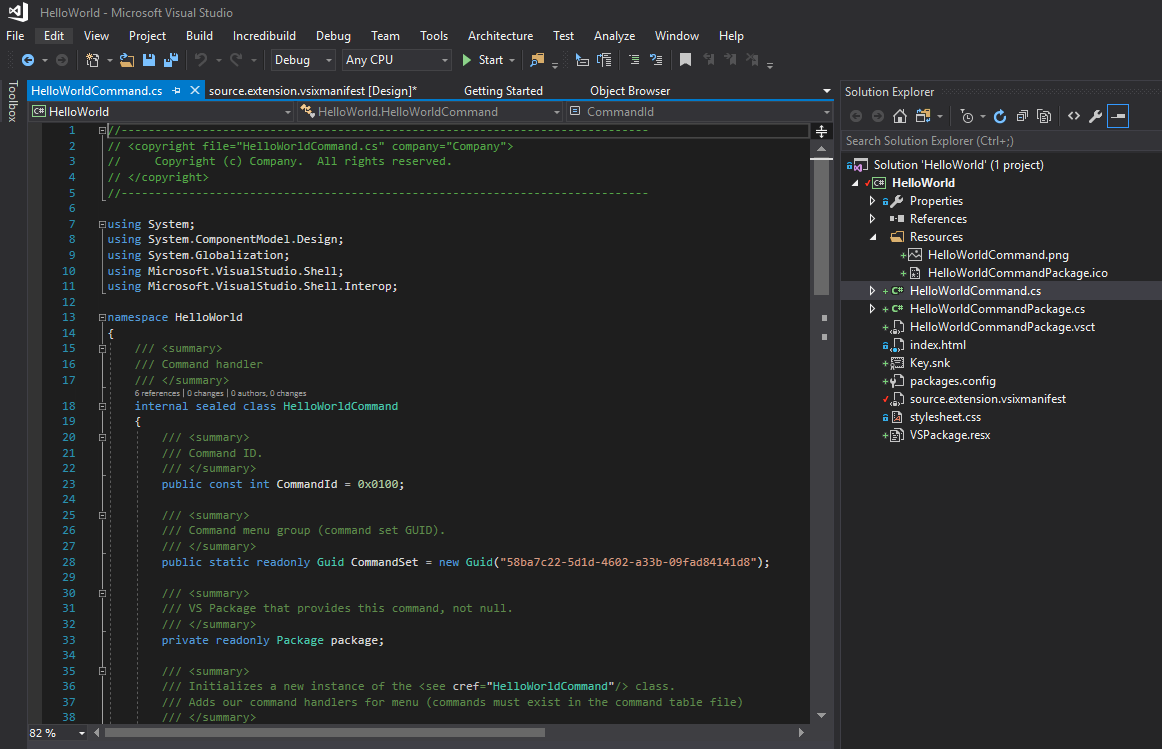 HelloWorld - Microsoft Visual Studio
File Edit View Project Build Incredibuild Debug Team Tools Architecture Test Analyze Window Help
Debug Any CPU Start
Toolbox
HelloWorldCommand.cs source.extension.vsixmanifest [Design]* Getting Started Object Browser
HelloWorld HelloWorld.HelloWorldCommand CommandId
1 //------------------------------------------------------------------------------
2 // <copyright file="HelloWorldCommand.cs" company="Company">
3 //     Copyright (c) Company.  All rights reserved.
4 // </copyright>
5 //------------------------------------------------------------------------------
6
7 using System;
8 using System.ComponentModel.Design;
9 using System.Globalization;
10 using Microsoft.VisualStudio.Shell;
11 using Microsoft.VisualStudio.Shell.Interop;
12
13 namespace HelloWorld
14 {
15 /// <summary>
16 /// Command handler
17 /// </summary>
6 references | 0 changes | 0 authors, 0 changes
18 internal sealed class HelloWorldCommand
19 {
20 /// <summary>
21 /// Command ID.
22 /// </summary>
23 public const int CommandId = 0x0100;
24
25 /// <summary>
26 /// Command menu group (command set GUID).
27 /// </summary>
28 public static readonly Guid CommandSet = new Guid("58ba7c22-5d1d-4602-a33b-09fad84141d8");
29
30 /// <summary>
31 /// VS Package that provides this command, not null.
32 /// </summary>
33 private readonly Package package;
34
35 /// <summary>
36 /// Initializes a new instance of the <see cref="HelloWorldCommand"/> class.
37 /// Adds our command handlers for menu (commands must exist in the command table file)
38 /// </summary>
82 %
Solution Explorer
Search Solution Explorer (Ctrl+;)
Solution 'HelloWorld' (1 project)
C# HelloWorld
Properties
References
Resources
HelloWorldCommand.png
HelloWorldCommandPackage.ico
C# HelloWorldCommand.cs
C# HelloWorldCommandPackage.cs
HelloWorldCommandPackage.vsct
index.html
Key.snk
packages.config
source.extension.vsixmanifest
stylesheet.css
VSPackage.resx